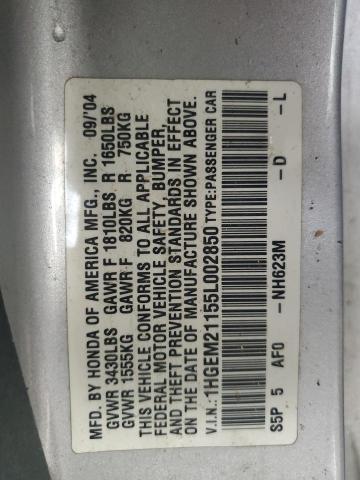 MFD. BY HONDA OF AMERICA MFG., INC. 09/'04
GVWR 3430LBS GAWR F 1810LBS R 1650LBS
GVWR 1555KG GAWR F 820KG R 750KG
THIS VEHICLE CONFORMS TO ALL APPLICABLE
FEDERAL MOTOR VEHICLE SAFETY, BUMPER,
AND THEFT PREVENTION STANDARDS IN EFFECT
ON THE DATE OF MANUFACTURE SHOWN ABOVE.
V.I.N.:1HGEM21155L002850 TYPE:PASSENGER CAR
S5P 5 AF0 -NH623M -D -L